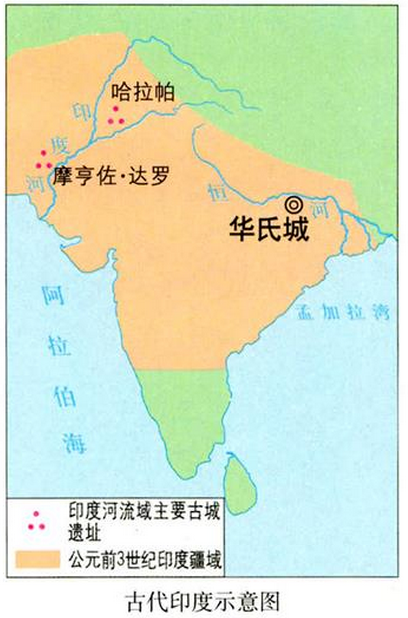 哈拉帕
印度河
摩亨佐·达罗
恒河
华氏城
孟加拉湾
阿拉伯海
印度河流域主要古城
遗址
公元前3世纪印度疆域
古代印度示意图